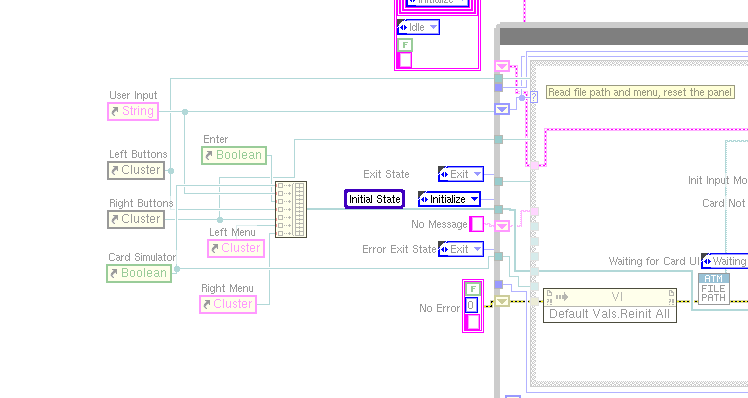 Initialize
Idle
F
Read file path and menu, reset the panel
User Input
String
Enter
Boolean
Left Buttons
Cluster
Exit State
Exit
Init Input Mo
Right Buttons
Cluster
Initial State
Initialize
Card Not
No Message
Left Menu
Cluster
Error Exit State
Exit
Card Simulator
Boolean
Waiting for Card UI
Waiting
Right Menu
Cluster
No Error
F
0
VI
Default Vals.Reinit All
ATM
FILE
PATH